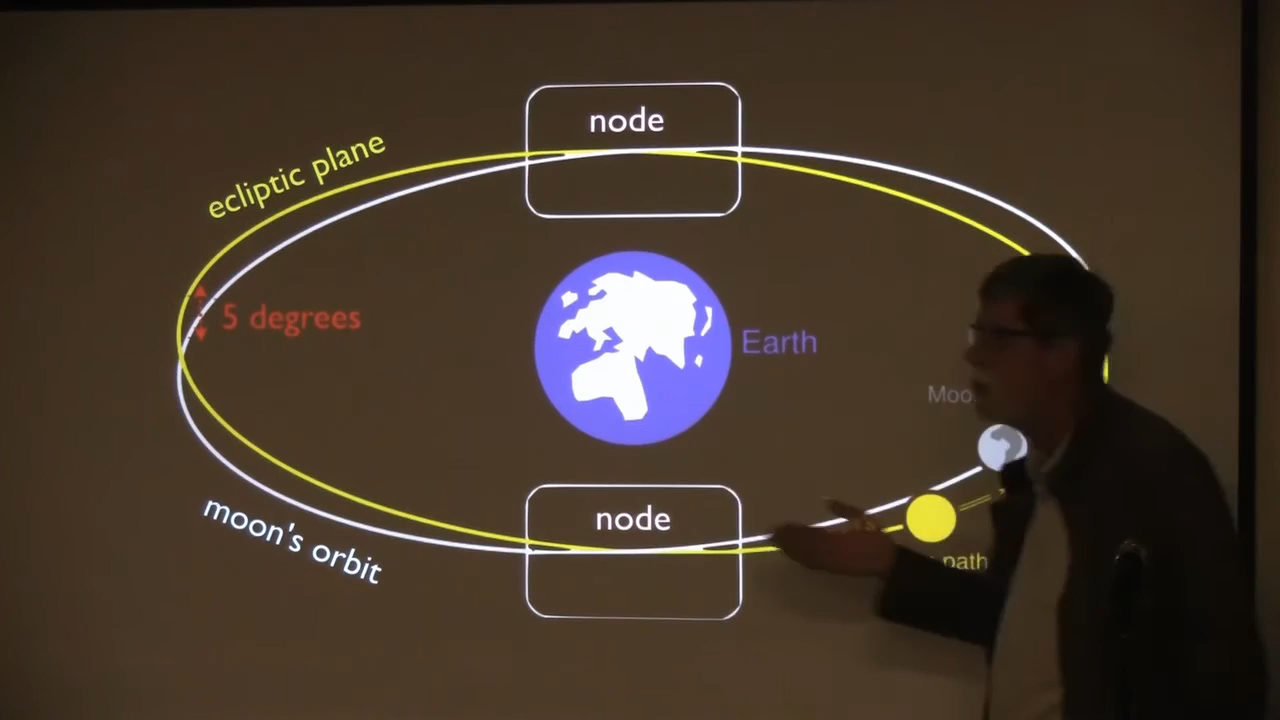 node
ecliptic plane
5 degrees
Earth
node
moon's orbit
path